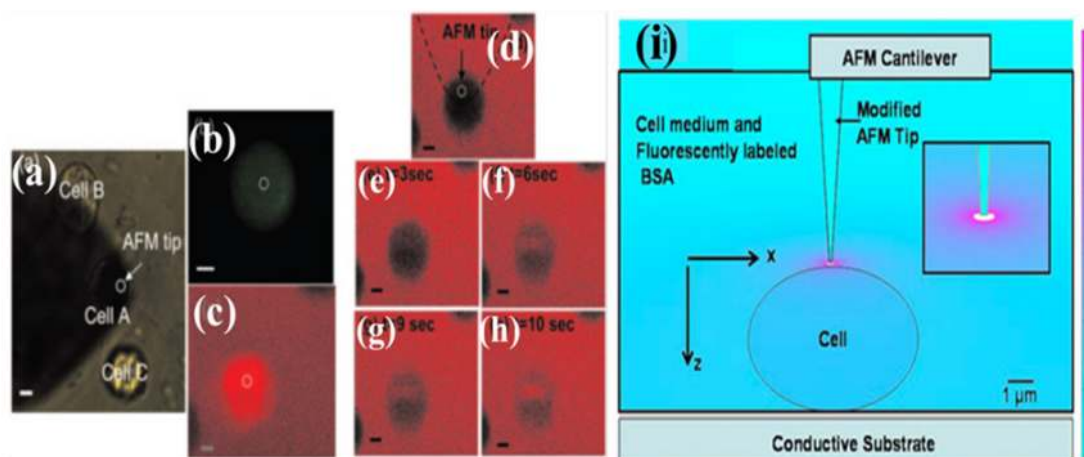 (a)
Cell B
AFM tip
Cell A
Cell C
(b)
(c)
AFM tip
(d)
(e) =3sec
(f) =6sec
(g) =9 sec
(h) =10 sec
(i)
AFM Cantilever
Cell medium and
Fluorescently labeled
BSA
Modified
AFM Tip
x
z
Cell
1 µm
Conductive Substrate